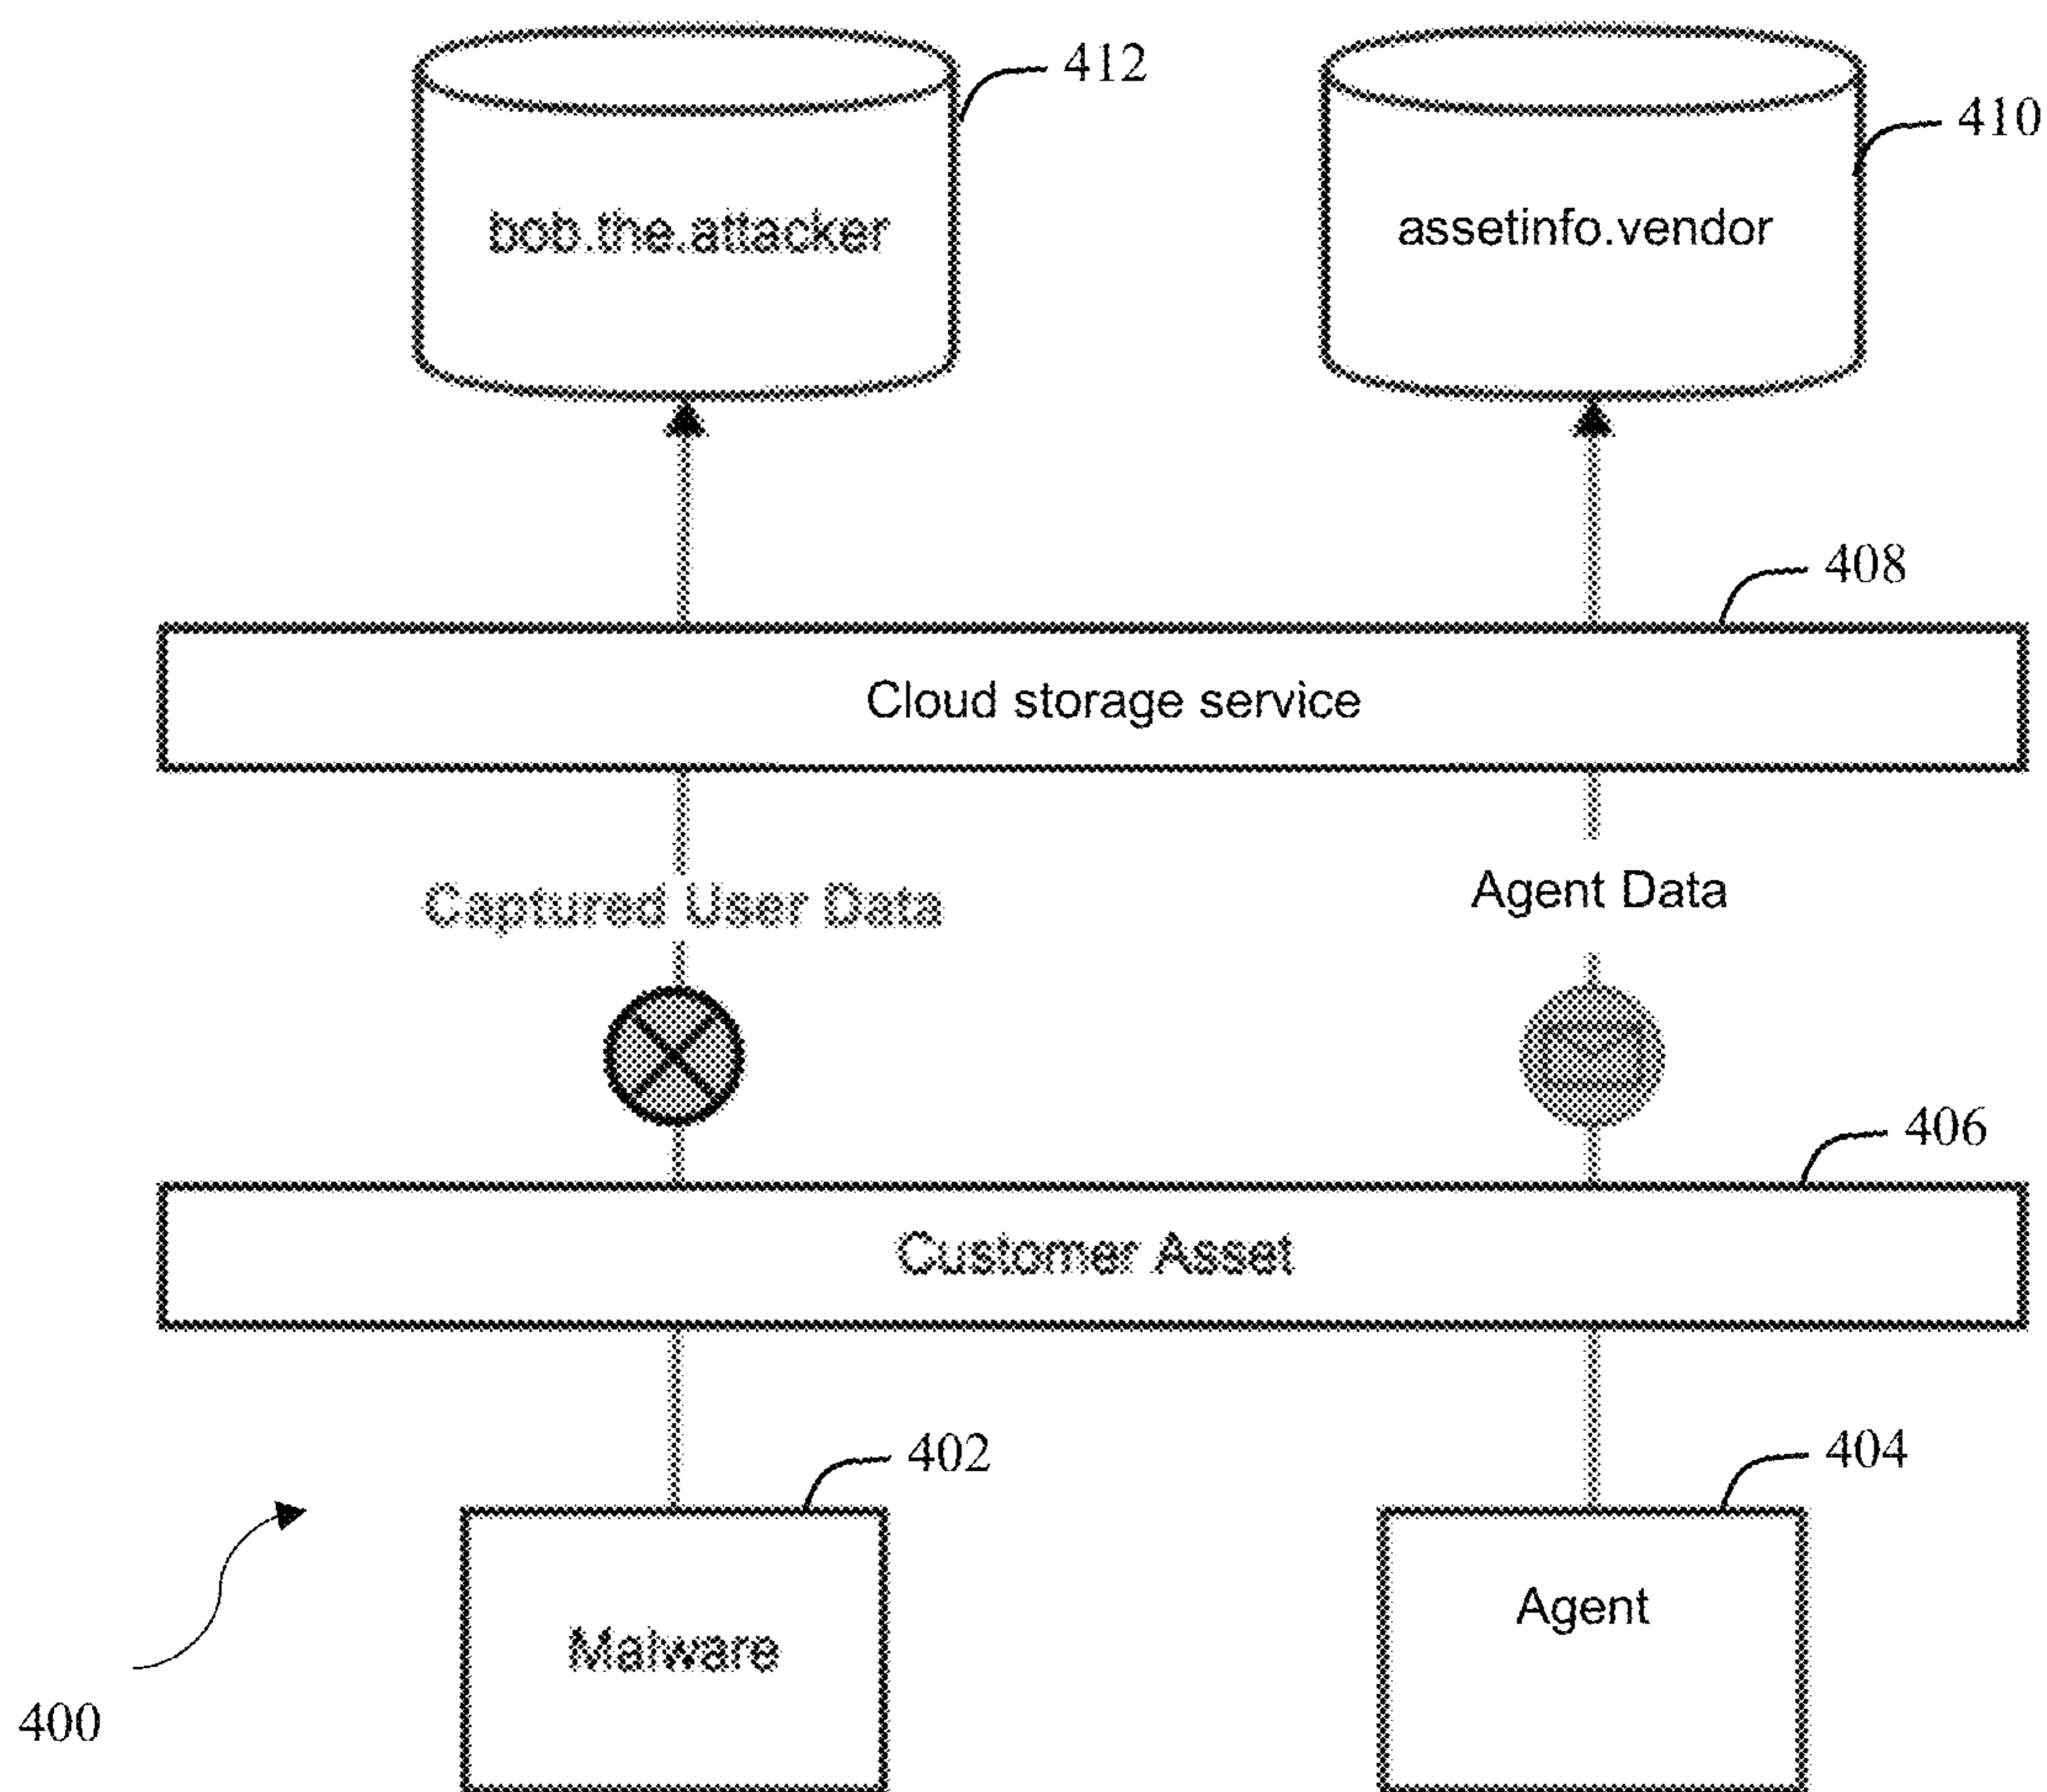 412
410
bob.the.attacker
assetinfo.vendor
408
Cloud storage service
Captured User Data
Agent Data
406
Customer Asset
402
404
Malware
Agent
400